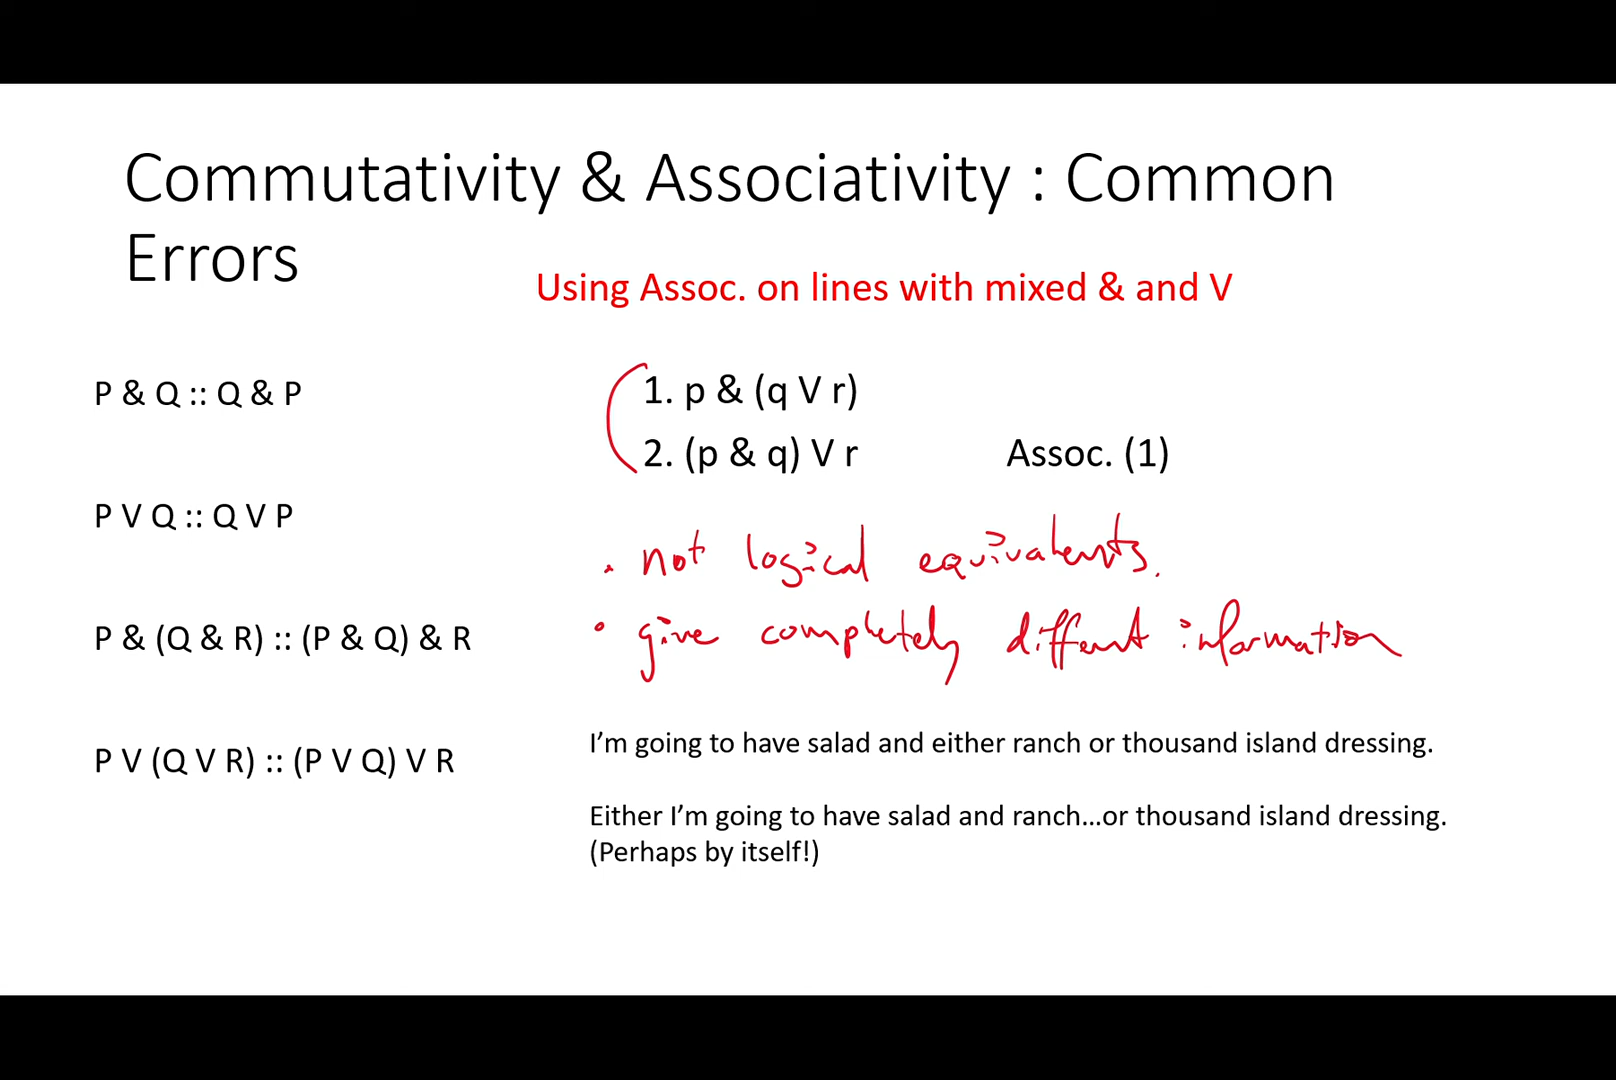 Commutativity & Associativity : Common
Errors
Using Assoc. on lines with mixed & and V
P & Q :: Q & P
P V Q :: Q V P
P & (Q & R) :: (P & Q) & R
P V (Q V R) :: (P V Q) V R
1. p & (q V r)
2. (p & q) V r Assoc. (1)
• not logical equivalents.
• give completely different information
I'm going to have salad and either ranch or thousand island dressing.
Either I'm going to have salad and ranch...or thousand island dressing.
(Perhaps by itself!)